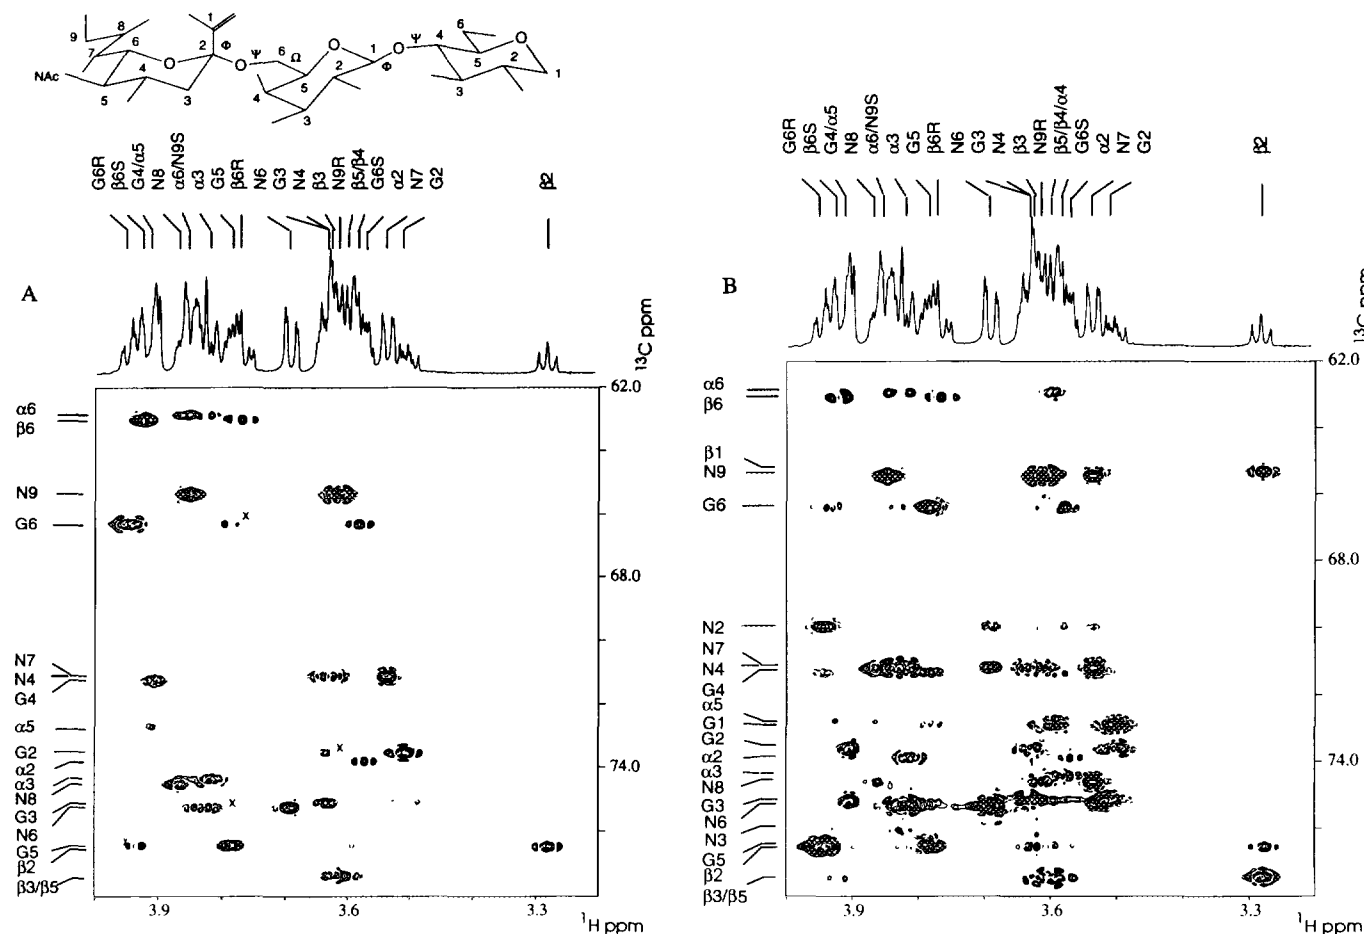 1
1
9
8
7
6
2
Φ
Ψ
6
Ω
O
O
O
O
O
Ψ
6
4
2
5
1
3
NAc
5
4
3
4
5
3
2
1
Φ
G6R
β6S
G4/α5
N8
α6/N9S
α3
G5
β6R
N6
G3
N4
β3
N9R
β5/β4
G6S
α2
N7
G2
β2
A
13C ppm
62.0
68.0
74.0
α6
β6
N9
G6
N7
N4
G4
α5
G2
α2
α3
N8
G3
N6
G5
β2
β3/β5
x
x
x
x
3.9
3.6
3.3
1H ppm
G6R
β6S
G4/α5
N8
α6/N9S
α3
G5
β6R
N6
G3
N4
β3
N9R
β5/β4/α4
G6S
α2
N7
G2
β2
B
13C ppm
62.0
68.0
74.0
α6
β6
β1
N9
G6
N2
N7
N4
G4
α5
G1
G2
α2
α3
N8
G3
N6
N3
G5
β2
β3/β5
3.9
3.6
3.3
1H ppm